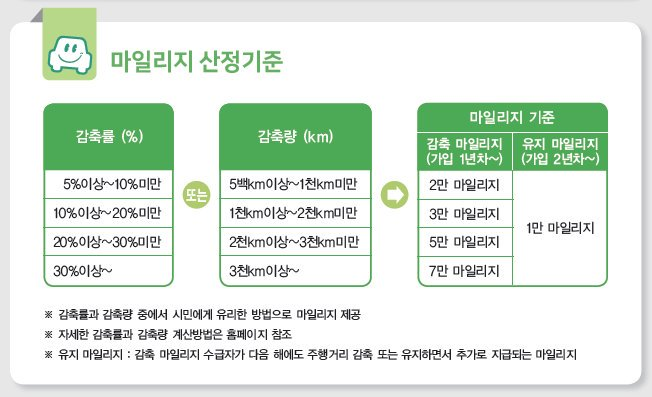 마일리지 산정기준
감축률 (%)
5%이상~10%미만
10%이상~20%미만
20%이상~30%미만
30%이상~
또는
감축량 (km)
5백km이상~1천km미만
1천km이상~2천km미만
2천km이상~3천km미만
3천km이상~
마일리지 기준
감축 마일리지
(가입 1년차~)
유지 마일리지
(가입 2년차~)
2만 마일리지
3만 마일리지
5만 마일리지
7만 마일리지
1만 마일리지
※ 감축률과 감축량 중에서 시민에게 유리한 방법으로 마일리지 제공
※ 자세한 감축률과 감축량 계산방법은 홈페이지 참조
※ 유지 마일리지 : 감축 마일리지 수급자가 다음 해에도 주행거리 감축 또는 유지하면서 추가로 지급되는 마일리지